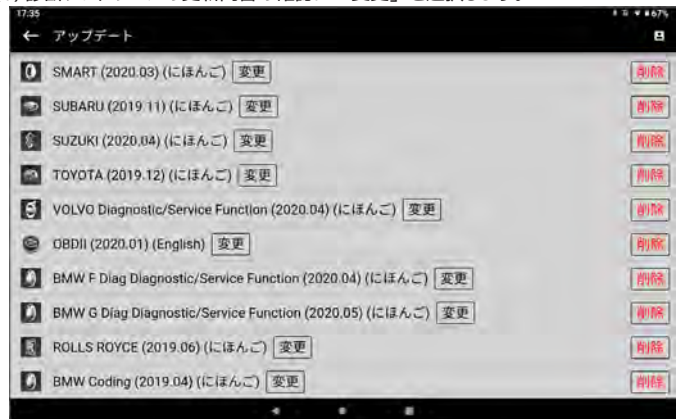 17:35 67%
← アップデート
SMART (2020.03) (にほんご) 変更 削除
SUBARU (2019.11) (にほんご) 変更 削除
SUZUKI (2020.04) (にほんご) 変更 削除
TOYOTA (2019.12) (にほんご) 変更 削除
VOLVO Diagnostic/Service Function (2020.04) (にほんご) 変更 削除
OBDII (2020.01) (English) 変更 削除
BMW F Diag Diagnostic/Service Function (2020.04) (にほんご) 変更 削除
BMW G Diag Diagnostic/Service Function (2020.05) (にほんご) 変更 削除
ROLLS ROYCE (2019.06) (にほんご) 変更 削除
BMW Coding (2019.04) (にほんご) 変更 削除